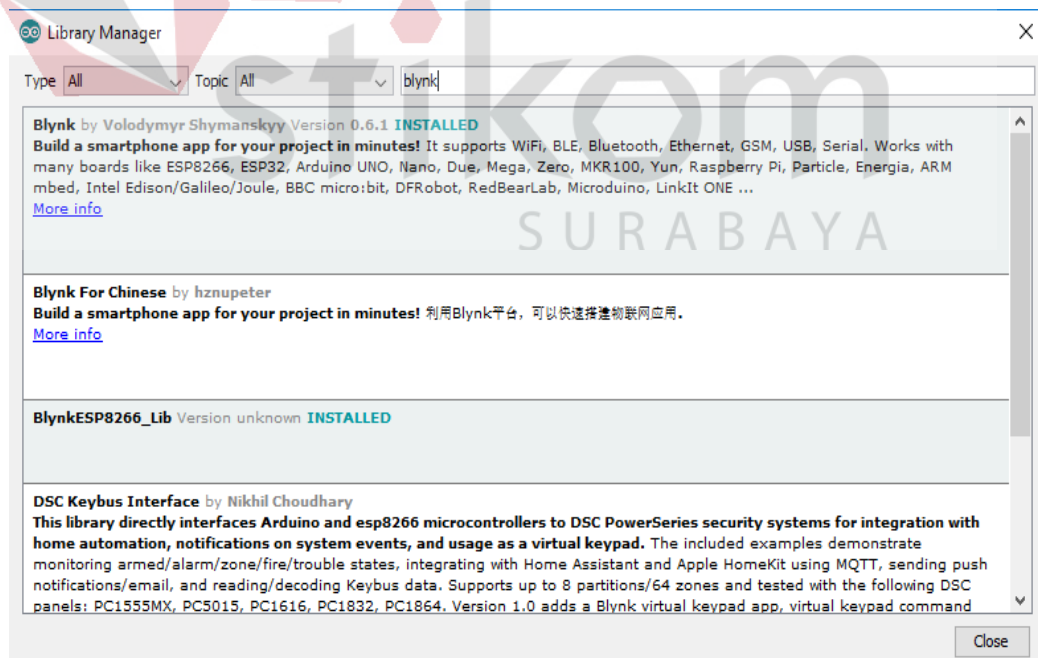 Library Manager
Type All Topic All blynk
Blynk by Volodymyr Shymanskyy Version 0.6.1 INSTALLED
Build a smartphone app for your project in minutes! It supports WiFi, BLE, Bluetooth, Ethernet, GSM, USB, Serial. Works with
many boards like ESP8266, ESP32, Arduino UNO, Nano, Due, Mega, Zero, MKR100, Yun, Raspberry Pi, Particle, Energia, ARM
mbed, Intel Edison/Galileo/Joule, BBC micro:bit, DFRobot, RedBearLab, Microduino, LinkIt ONE ...
More info
Blynk For Chinese by hznupeter
Build a smartphone app for your project in minutes! 利用Blynk平台，可以快速搭建物联网应用.
More info
BlynkESP8266_Lib Version unknown INSTALLED
DSC Keybus Interface by Nikhil Choudhary
This library directly interfaces Arduino and esp8266 microcontrollers to DSC PowerSeries security systems for integration with
home automation, notifications on system events, and usage as a virtual keypad. The included examples demonstrate
monitoring armed/alarm/zone/fire/trouble states, integrating with Home Assistant and Apple HomeKit using MQTT, sending push
notifications/email, and reading/decoding Keybus data. Supports up to 8 partitions/64 zones and tested with the following DSC
panels: PC1555MX, PC5015, PC1616, PC1832, PC1864. Version 1.0 adds a Blynk virtual keypad app, virtual keypad command
Close
stikom
SURABAYA